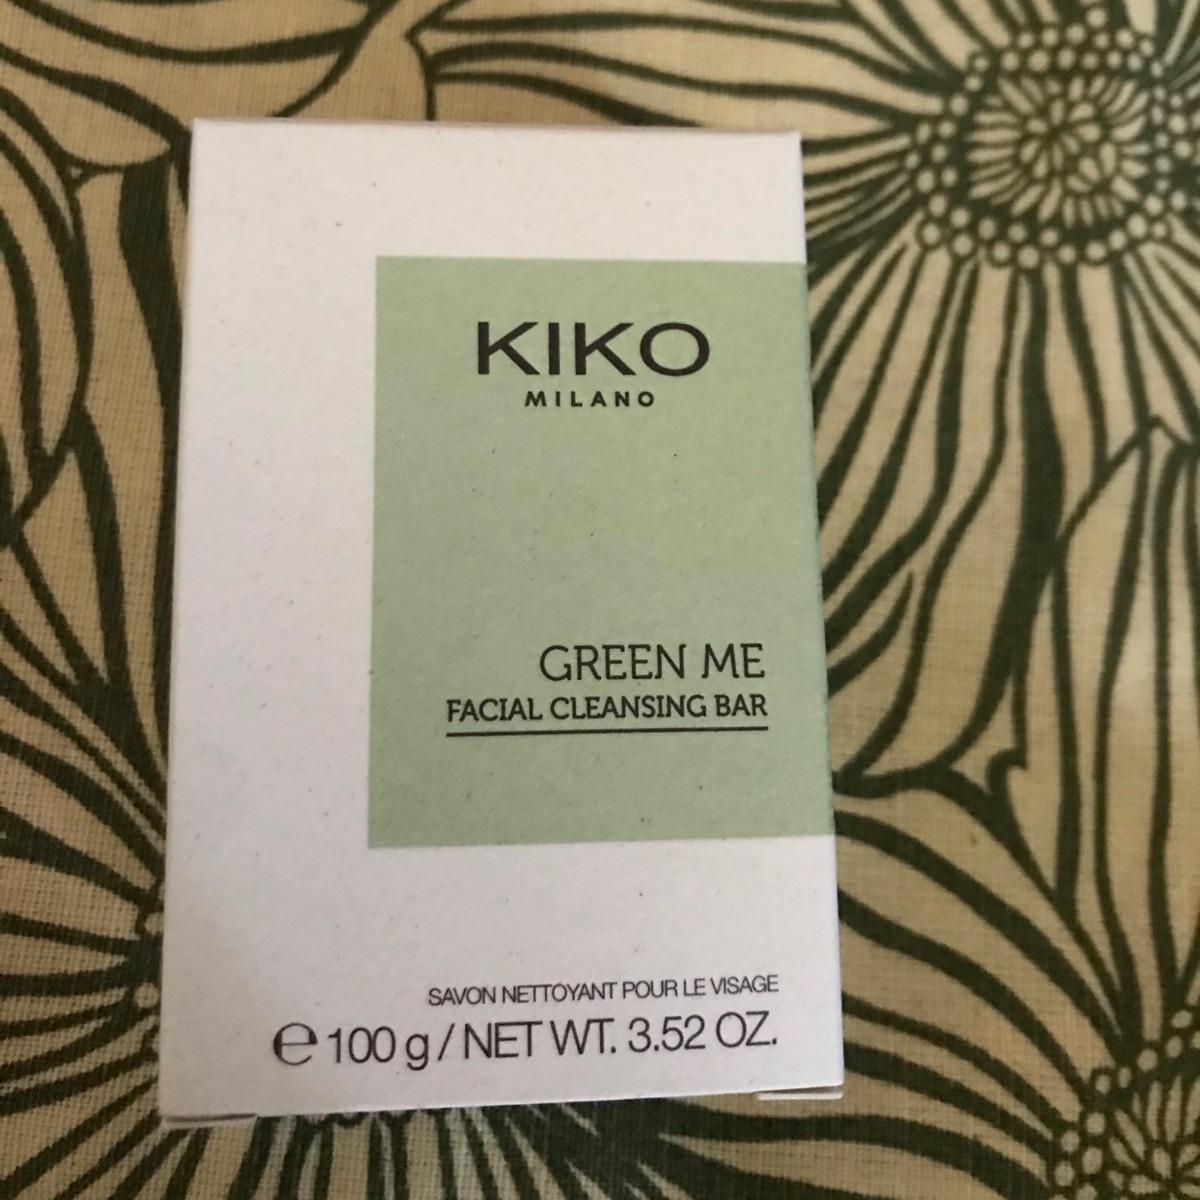 KIKO
MILANO
GREEN ME
FACIAL CLEANSING BAR
SAVON NETTOYANT POUR LE VISAGE
℮ 100 g / NET WT. 3.52 OZ.